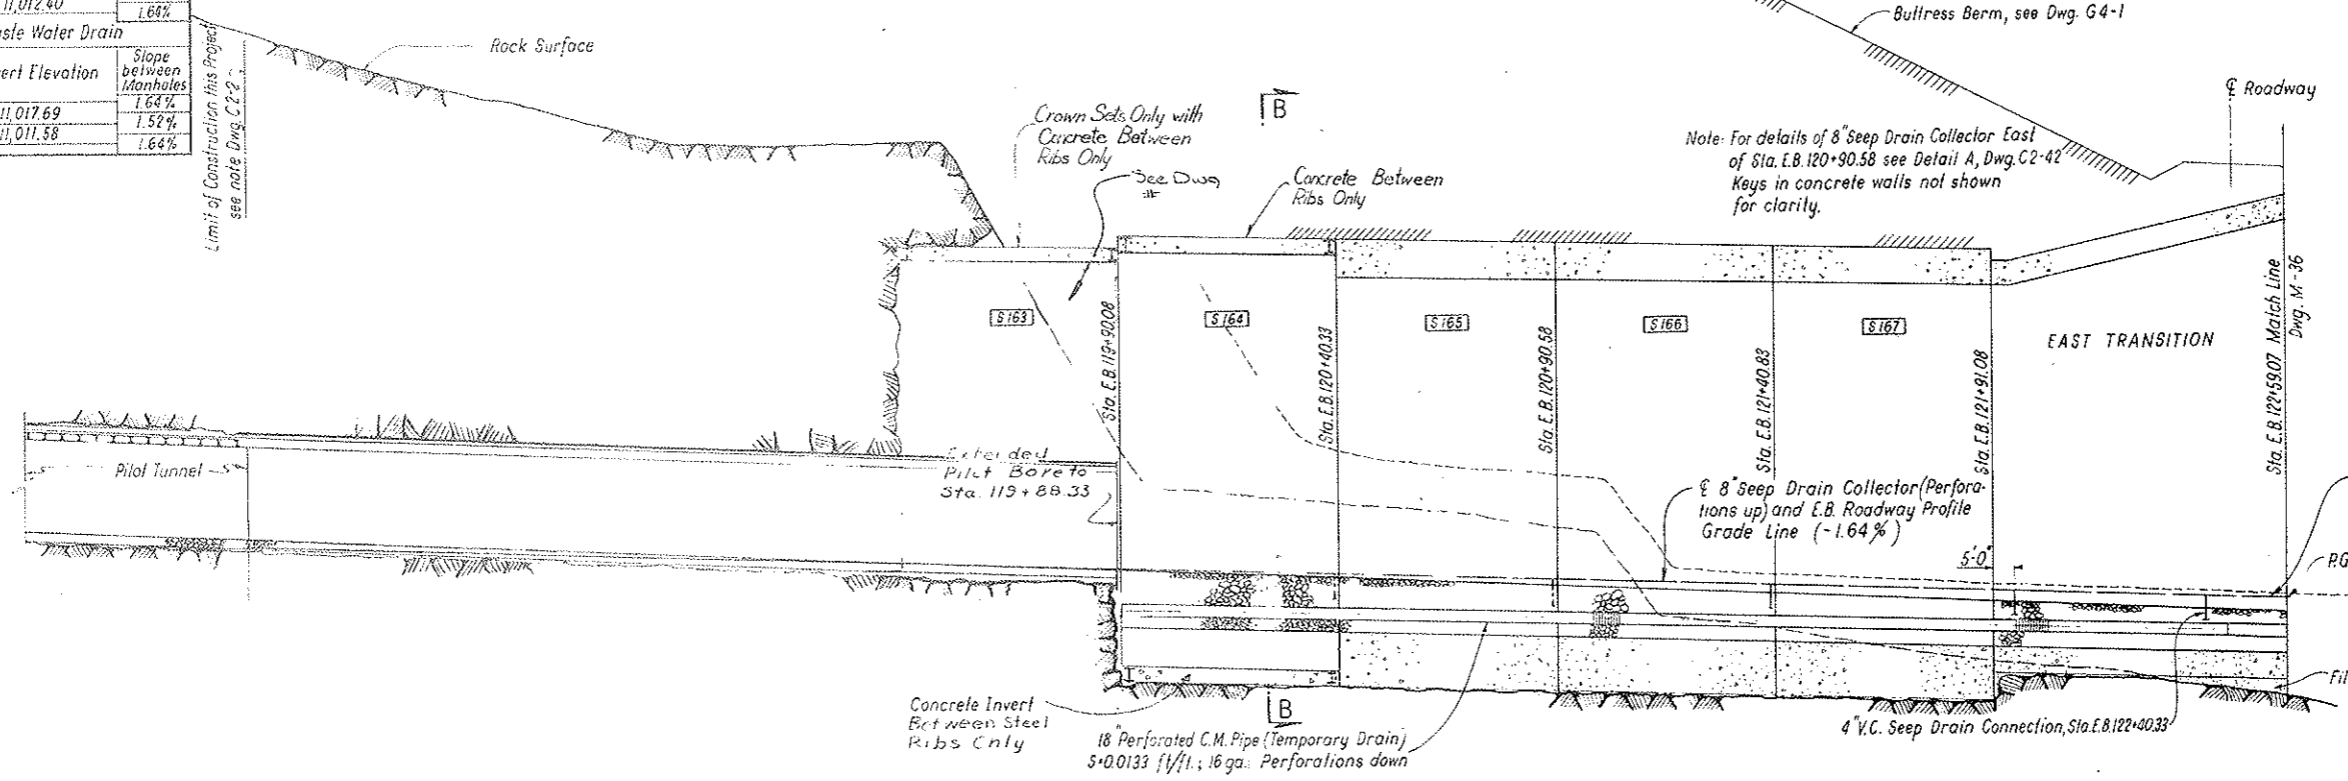 11,012.40
1.64%
Water Drain
Elevation
Slope
between
Manholes
1.64%
11,017.69
1.52%
11,011.58
1.64%
Limit of Construction this Project
see note Dwg. C2-2
Rock Surface
Crown Sets Only with
Concrete Between
Ribs Only
See Dwg
#
B
Concrete Between
Ribs Only
Buttress Berm, see Dwg. G4-1
℄ Roadway
Note: For details of 8" Seep Drain Collector East
of Sta. E.B. 120+90.58 see Detail A, Dwg. C2-42
Keys in concrete walls not shown
for clarity.
S163
S164
S165
S166
S167
EAST TRANSITION
Sta. E.B. 119+90.08
Sta. E.B. 120+40.33
Sta. E.B. 120+90.58
Sta. E.B. 121+40.83
Sta. E.B. 121+91.08
Sta. E.B. 122+59.07 Match Line
Dwg. M-36
Pilot Tunnel
Extended
Pilot Bore to
Sta. 119+88.33
℄ 8" Seep Drain Collector (Perfora-
tions up) and E.B. Roadway Profile
Grade Line (-1.64%)
5'-0"
P.G
Fil
Concrete Invert
Between Steel
Ribs Only
B
18" Perforated C.M. Pipe (Temporary Drain)
S=0.0133 ft/ft.; 16 ga. Perforations down
4" V.C. Seep Drain Connection, Sta. E.B. 122+40.33